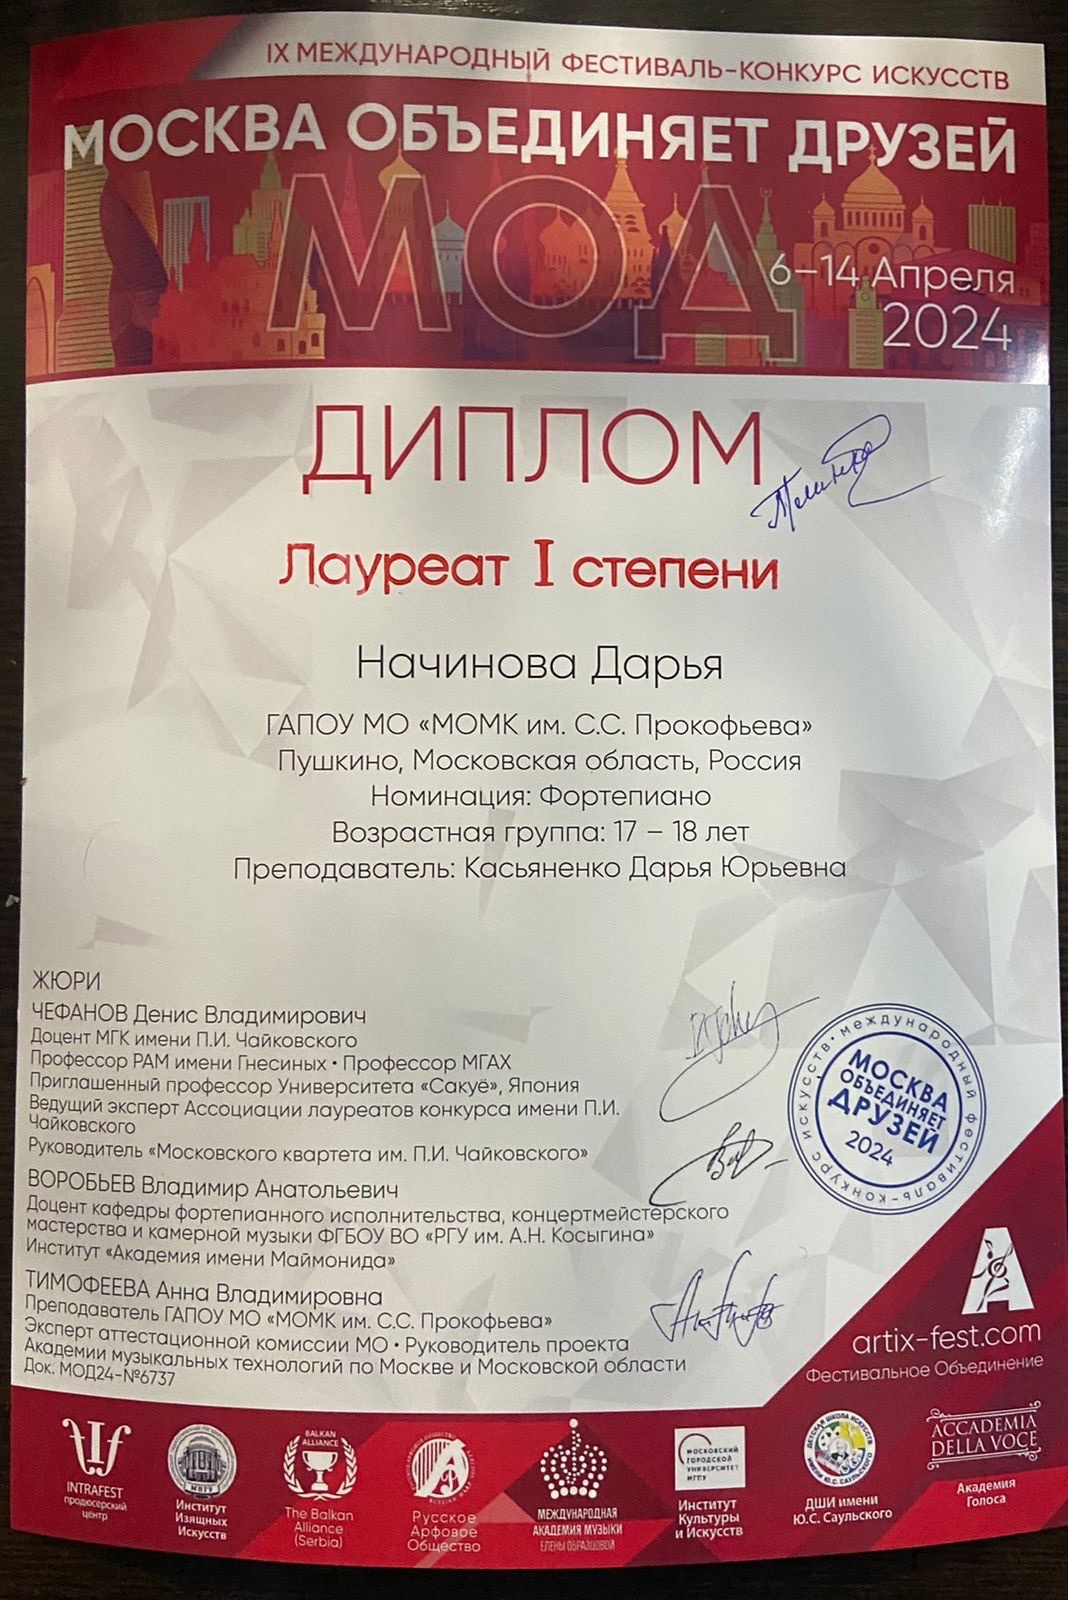 IX МЕЖДУНАРОДНЫЙ ФЕСТИВАЛЬ-КОНКУРС ИСКУССТВ
МОСКВА ОБЪЕДИНЯЕТ ДРУЗЕЙ
МОД
6–14 Апреля
2024
ДИПЛОМ
Лауреат I степени
Начинова Дарья
ГАПОУ МО «МОМК им. С.С. Прокофьева»
Пушкино, Московская область, Россия
Номинация: Фортепиано
Возрастная группа: 17 – 18 лет
Преподаватель: Касьяненко Дарья Юрьевна
ЖЮРИ
ЧЕФАНОВ Денис Владимирович
Доцент МГК имени П.И. Чайковского
Профессор РАМ имени Гнесиных • Профессор МГАХ
Приглашенный профессор Университета «Сакуё», Япония
Ведущий эксперт Ассоциации лауреатов конкурса имени П.И.
Чайковского
Руководитель «Московского квартета им. П.И. Чайковского»
ВОРОБЬЕВ Владимир Анатольевич
Доцент кафедры фортепианного исполнительства, концертмейстерского
мастерства и камерной музыки ФГБОУ ВО «РГУ им. А.Н. Косыгина»
Институт «Академия имени Маймонида»
ТИМОФЕЕВА Анна Владимировна
Преподаватель ГАПОУ МО «МОМК им. С.С. Прокофьева»
Эксперт аттестационной комиссии МО • Руководитель проекта
Академии музыкальных технологий по Москве и Московской области
Док. МОД24-№6737
международный фестиваль-конкурс искусств
МОСКВА
ОБЪЕДИНЯЕТ
ДРУЗЕЙ
2024
artix-fest.com
Фестивальное Объединение
INTRAFEST
продюсерский
центр
Институт
Изящных
Искусств
BALKAN
ALLIANCE
The Balkan
Alliance
(Serbia)
Русское
Арфовое
Общество
МЕЖДУНАРОДНАЯ
АКАДЕМИЯ МУЗЫКИ
ЕЛЕНЫ ОБРАЗЦОВОЙ
МОСКОВСКИЙ
ГОРОДСКОЙ
УНИВЕРСИТЕТ
МГПУ
Институт
Культуры
и Искусств
ДЕТСКАЯ ШКОЛА ИСКУССТВ
ИМЕНИ Ю.С. САУЛЬСКОГО
ДШИ имени
Ю.С. Саульского
ACCADEMIA
DELLA VOCE
Академия
Голоса